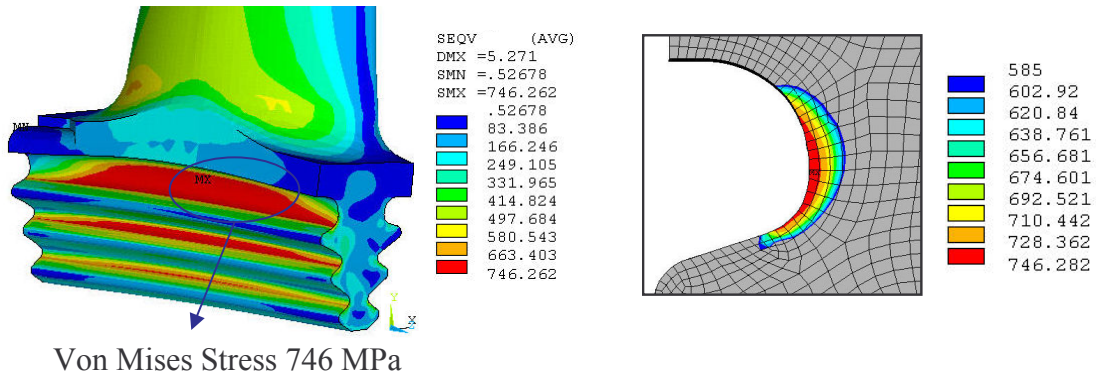 SEQV (AVG)
DMX =5.271
SMN =.52678
SMX =746.262
.52678
83.386
166.246
249.105
331.965
414.824
497.684
580.543
663.403
746.262
MN
MX
Y
X
Von Mises Stress 746 MPa
585
602.92
620.84
638.761
656.681
674.601
692.521
710.442
728.362
746.282